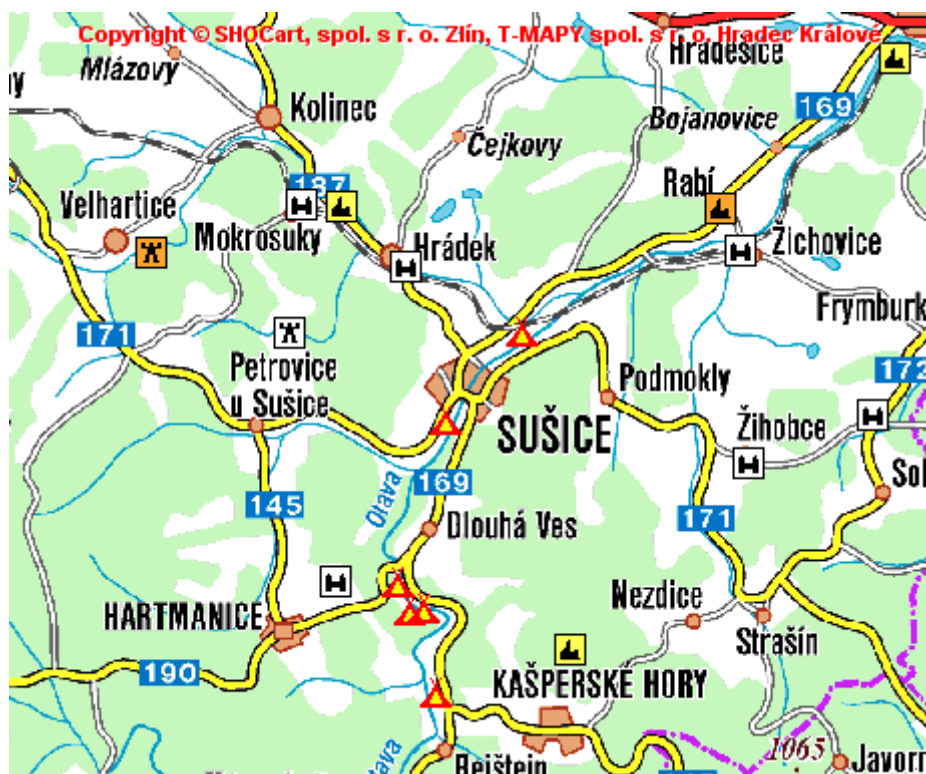 Copyright © SHOCart, spol. s r. o. Zlín, T-MAPY spol. s r. o. Hradec Králové
Mlázovy
Hradešice
Kolinec
169
Bojanovice
Čejkovy
187
Rabí
Velhartice
Mokrosuky
Hrádek
Žichovice
Frymburk
171
Petrovice
u Sušice
Podmokly
172
SUŠICE
Žihobce
Otava
169
145
Sol
171
Dlouhá Ves
HARTMANICE
Nezdice
Strašín
190
KAŠPERSKÉ HORY
1065
Javorn
Rejštejn